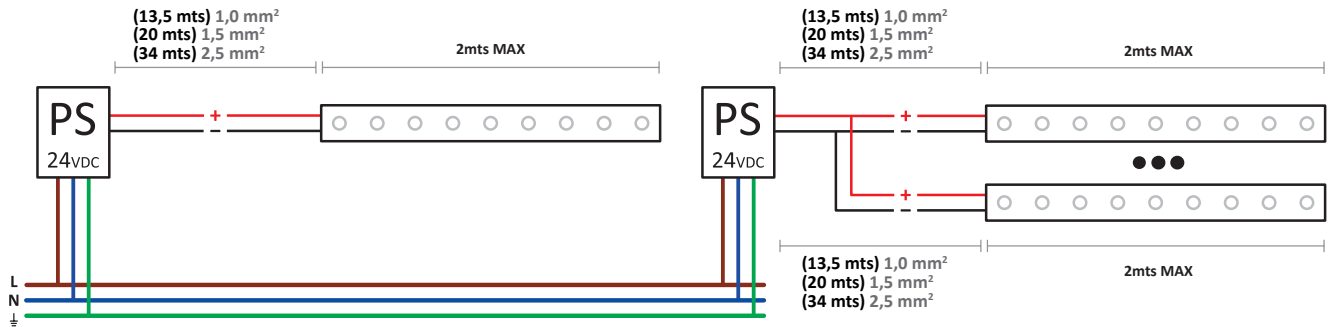 (13,5 mts) 1,0 mm²
(20 mts) 1,5 mm²
(34 mts) 2,5 mm²
2mts MAX
PS
24VDC
+
–
(13,5 mts) 1,0 mm²
(20 mts) 1,5 mm²
(34 mts) 2,5 mm²
2mts MAX
PS
24VDC
+
–
+
–
(13,5 mts) 1,0 mm²
(20 mts) 1,5 mm²
(34 mts) 2,5 mm²
2mts MAX
L
N